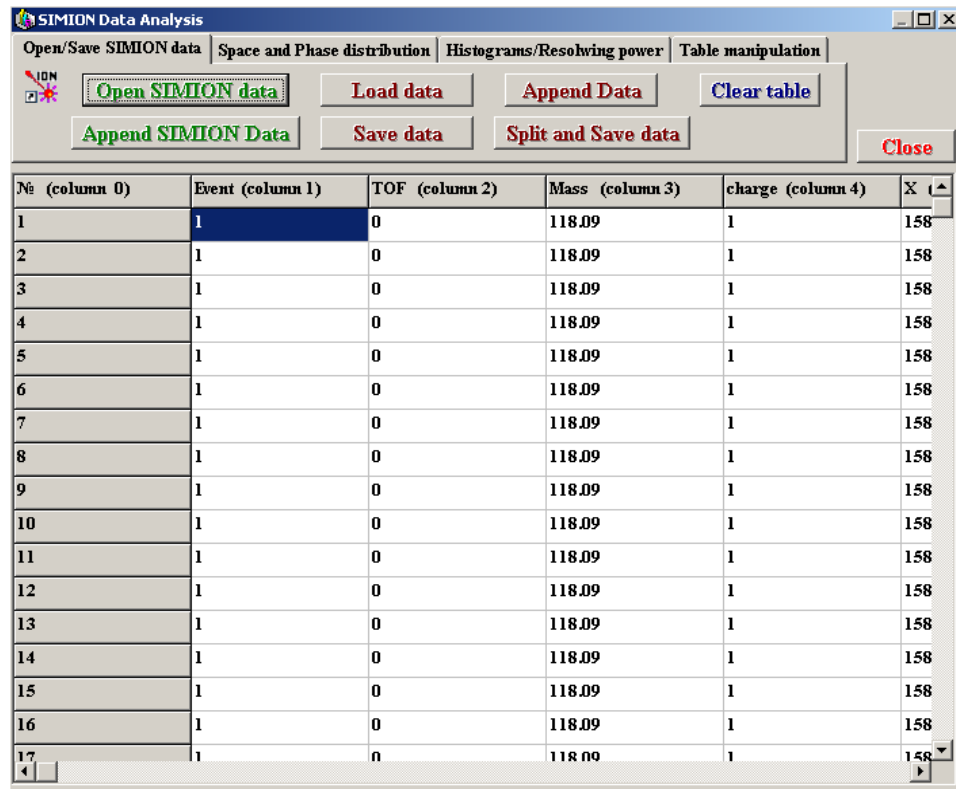 SIMION Data Analysis
Open/Save SIMION data Space and Phase distribution Histograms/Resolwing power Table manipulation
ION
Open SIMION data Load data Append Data Clear table
Append SIMION Data Save data Split and Save data
Close
№ (column 0) Event (column 1) TOF (column 2) Mass (column 3) charge (column 4) X (
1 1 0 118.09 1 158
2 1 0 118.09 1 158
3 1 0 118.09 1 158
4 1 0 118.09 1 158
5 1 0 118.09 1 158
6 1 0 118.09 1 158
7 1 0 118.09 1 158
8 1 0 118.09 1 158
9 1 0 118.09 1 158
10 1 0 118.09 1 158
11 1 0 118.09 1 158
12 1 0 118.09 1 158
13 1 0 118.09 1 158
14 1 0 118.09 1 158
15 1 0 118.09 1 158
16 1 0 118.09 1 158
17 1 0 118.09 1 158